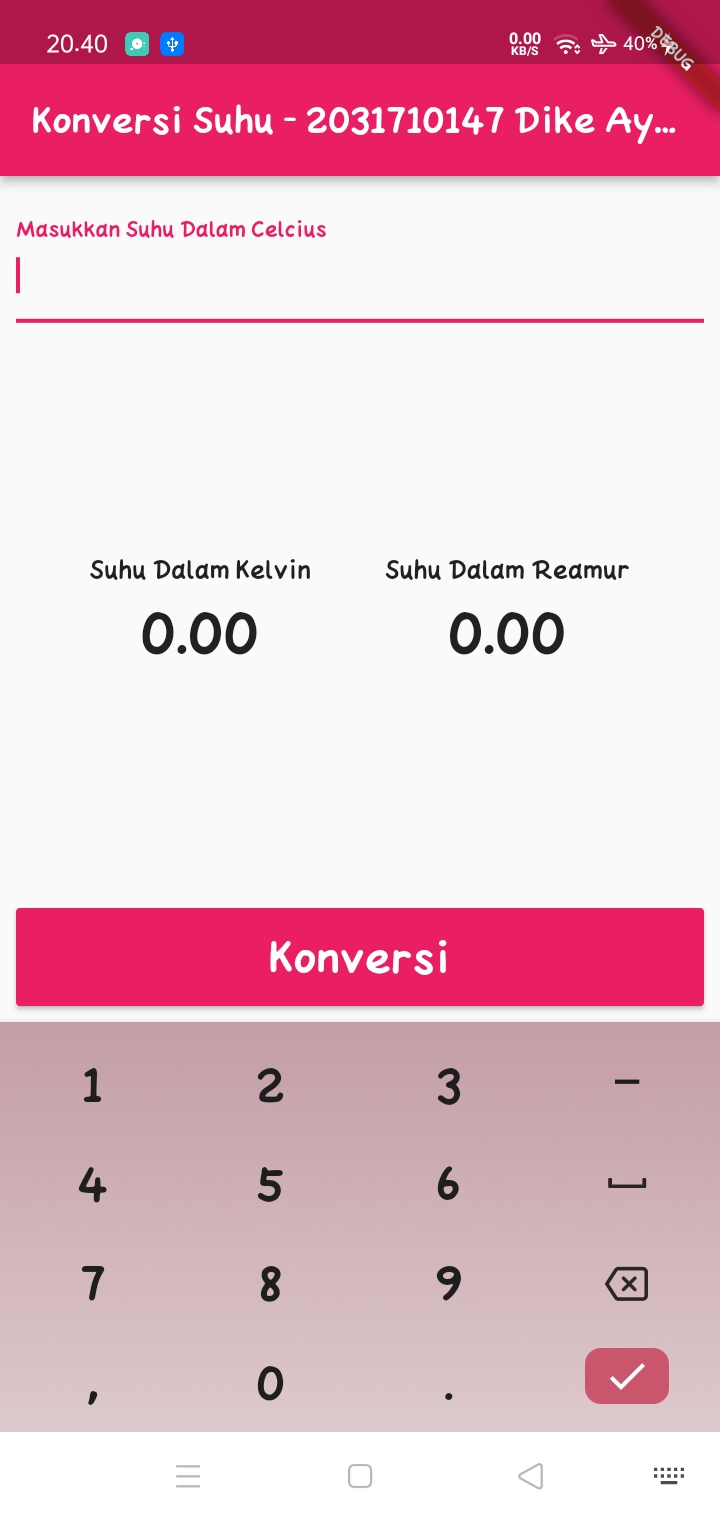 20.40
0.00
KB/S
40%
DEBUG
Konversi Suhu - 2031710147 Dike Ay...
Masukkan Suhu Dalam Celcius
Suhu Dalam Kelvin Suhu Dalam Reamur
0.00 0.00
Konversi
1 2 3 -
4 5 6
7 8 9
, 0 .